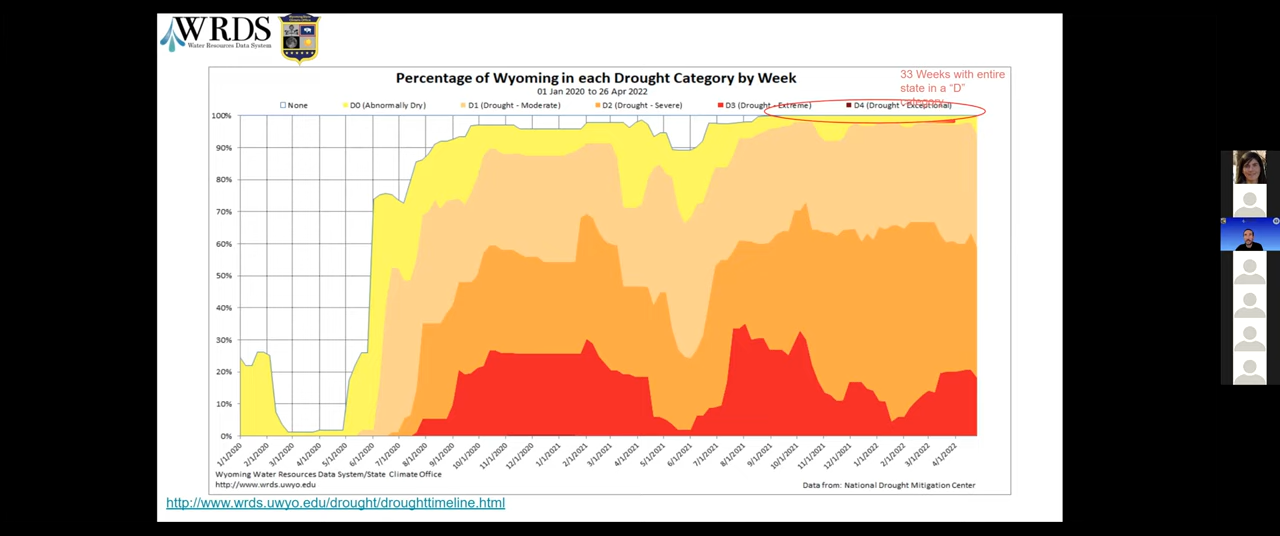 WRDS
Water Resources Data System
Percentage of Wyoming in each Drought Category by Week
01 Jan 2020 to 26 Apr 2022
33 Weeks with entire
state in a "D"
category
None
D0 (Abnormally Dry)
D1 (Drought - Moderate)
D2 (Drought - Severe)
D3 (Drought - Extreme)
D4 (Drought - Exceptional)
100%
90%
80%
70%
60%
50%
40%
30%
20%
10%
0%
1/1/2020
2/1/2020
3/1/2020
4/1/2020
5/1/2020
6/1/2020
7/1/2020
8/1/2020
9/1/2020
10/1/2020
11/1/2020
12/1/2020
1/1/2021
2/1/2021
3/1/2021
4/1/2021
5/1/2021
6/1/2021
7/1/2021
8/1/2021
9/1/2021
10/1/2021
11/1/2021
12/1/2021
1/1/2022
2/1/2022
3/1/2022
4/1/2022
Wyoming Water Resources Data System/State Climate Office
http://www.wrds.uwyo.edu
Data from: National Drought Mitigation Center
http://www.wrds.uwyo.edu/drought/droughttimeline.html